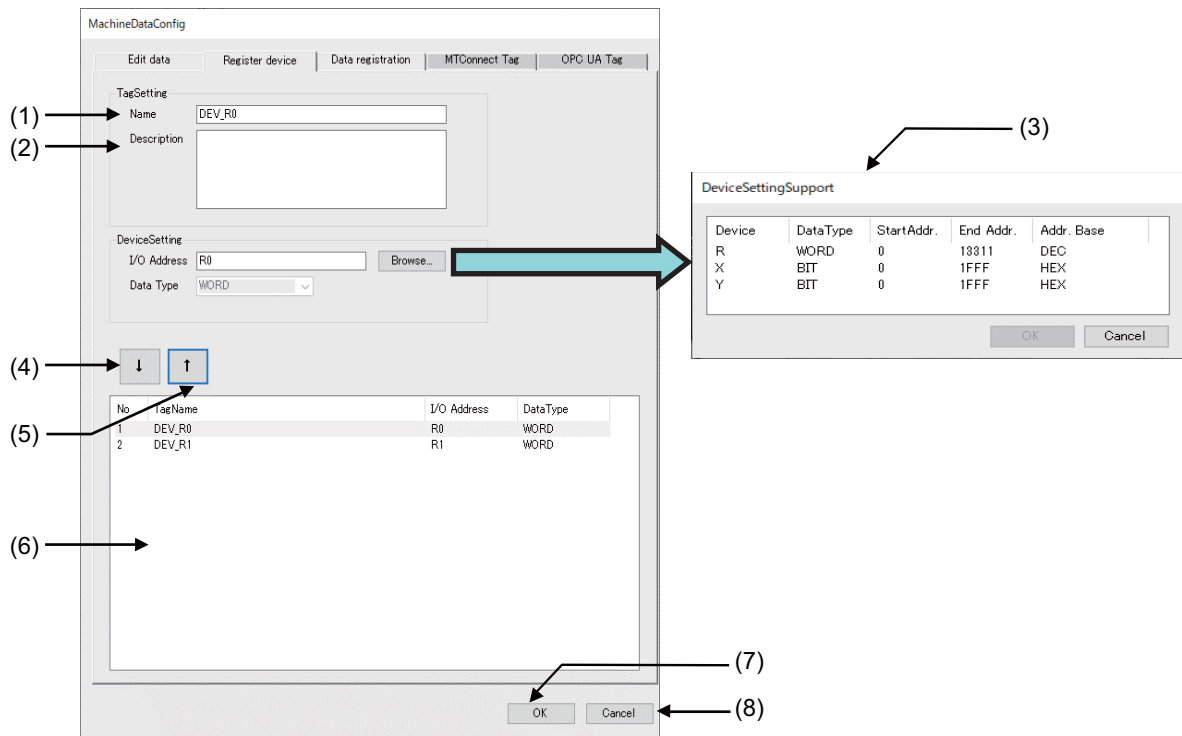 MachineDataConfig
Edit data Register device Data registration MTConnect Tag OPC UA Tag
TagSetting
(1) Name DEV_R0
(2) Description
(3)
DeviceSettingSupport
Device DataType StartAddr. End Addr. Addr. Base
R WORD 0 13311 DEC
X BIT 0 1FFF HEX
Y BIT 0 1FFF HEX
OK Cancel
DeviceSetting
I/O Address R0 Browse...
Data Type WORD
(4) ↓ ↑
(5)
No TagName I/O Address DataType
1 DEV_R0 R0 WORD
2 DEV_R1 R1 WORD
(6)
(7)
OK Cancel (8)